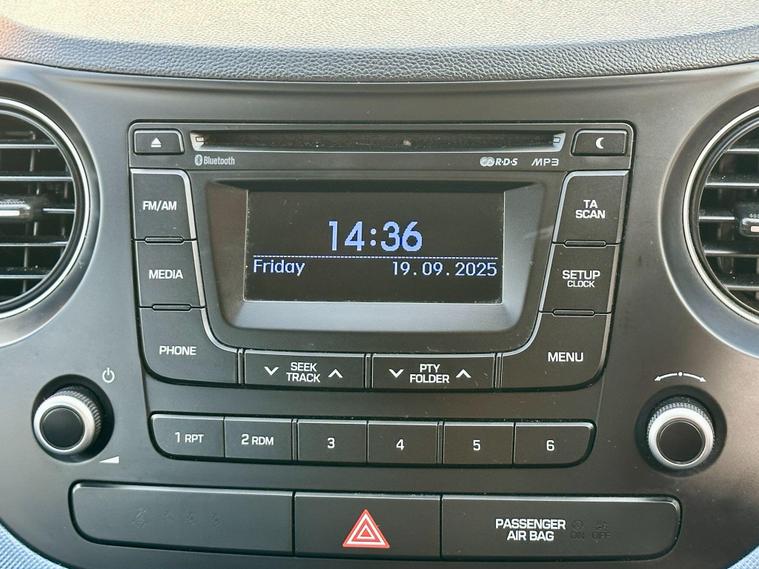 Bluetooth
R·D·S
MP3
FM/AM
TA
SCAN
14:36
Friday 19.09.2025
MEDIA
SETUP
CLOCK
PHONE
SEEK
TRACK
PTY
FOLDER
MENU
1 RPT
2 RDM
3
4
5
6
PASSENGER
AIR BAG
ON OFF